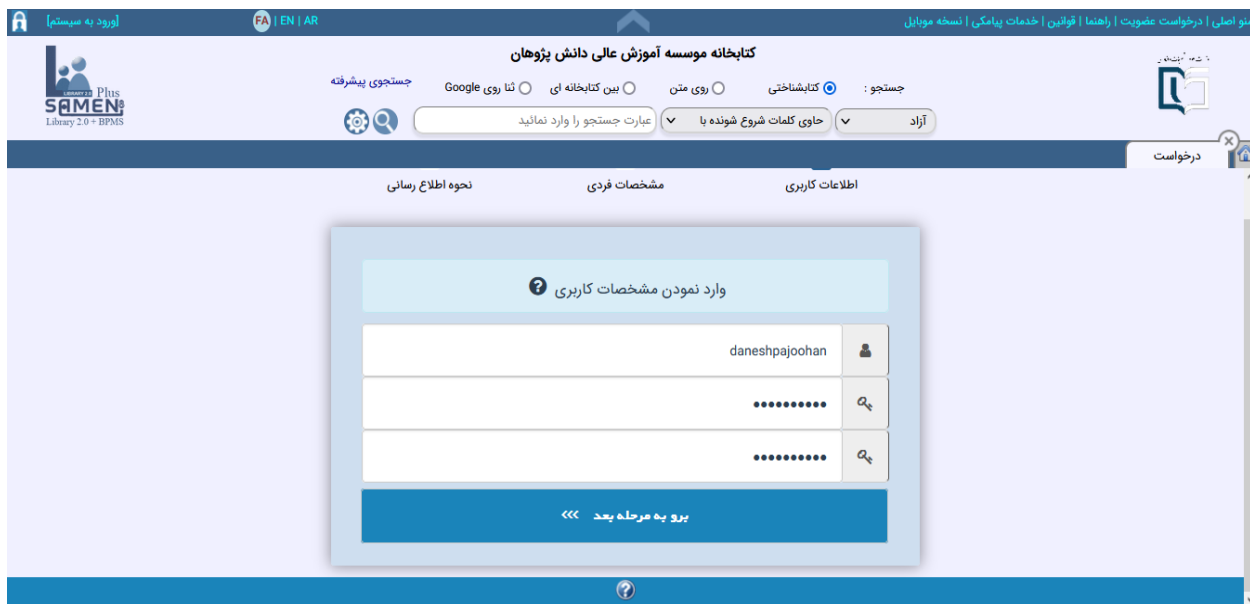 منو اصلی | درخواست عضویت | راهنما | قوانین | خدمات پیامکی | نسخه موبایل
FA | EN | AR
[ورود به سیستم]
کتابخانه موسسه آموزش عالی دانش پژوهان
جستجو :
کتابشناختی
روی متن
بین کتابخانه ای
ثنا روی Google
جستجوی پیشرفته
آزاد
حاوی کلمات شروع شونده با
عبارت جستجو را وارد نمائید
LIBRARY 2.0 Plus
SAMEN
Library 2.0 + BPMS
درخواست
اطلاعات کاربری
مشخصات فردی
نحوه اطلاع رسانی
وارد نمودن مشخصات کاربری
daneshpajoohan
برو به مرحله بعد